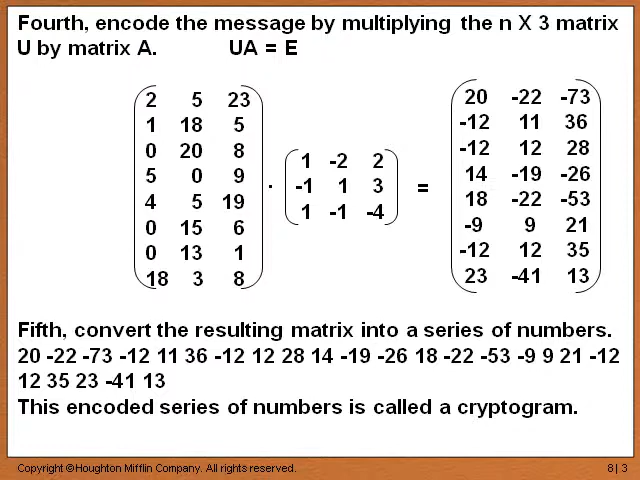 Fourth, encode the message by multiplying the n X 3 matrix
U by matrix A. UA = E
2 5 23
1 18 5
0 20 8
5 0 9
4 5 19
0 15 6
0 13 1
18 3 8
·
1 -2 2
-1 1 3
1 -1 -4
=
20 -22 -73
-12 11 36
-12 12 28
14 -19 -26
18 -22 -53
-9 9 21
-12 12 35
23 -41 13
Fifth, convert the resulting matrix into a series of numbers.
20 -22 -73 -12 11 36 -12 12 28 14 -19 -26 18 -22 -53 -9 9 21 -12
12 35 23 -41 13
This encoded series of numbers is called a cryptogram.
Copyright © Houghton Mifflin Company. All rights reserved. 8 | 3